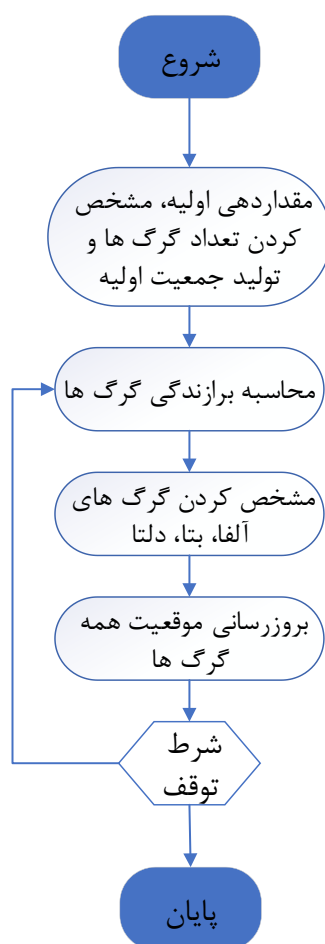 شروع
مقداردهی اولیه، مشخص
کردن تعداد گرگ ها و
تولید جمعیت اولیه
محاسبه برازندگی گرگ ها
مشخص کردن گرگ های
آلفا، بتا، دلتا
بروزرسانی موقعیت همه
گرگ ها
شرط
توقف
پایان